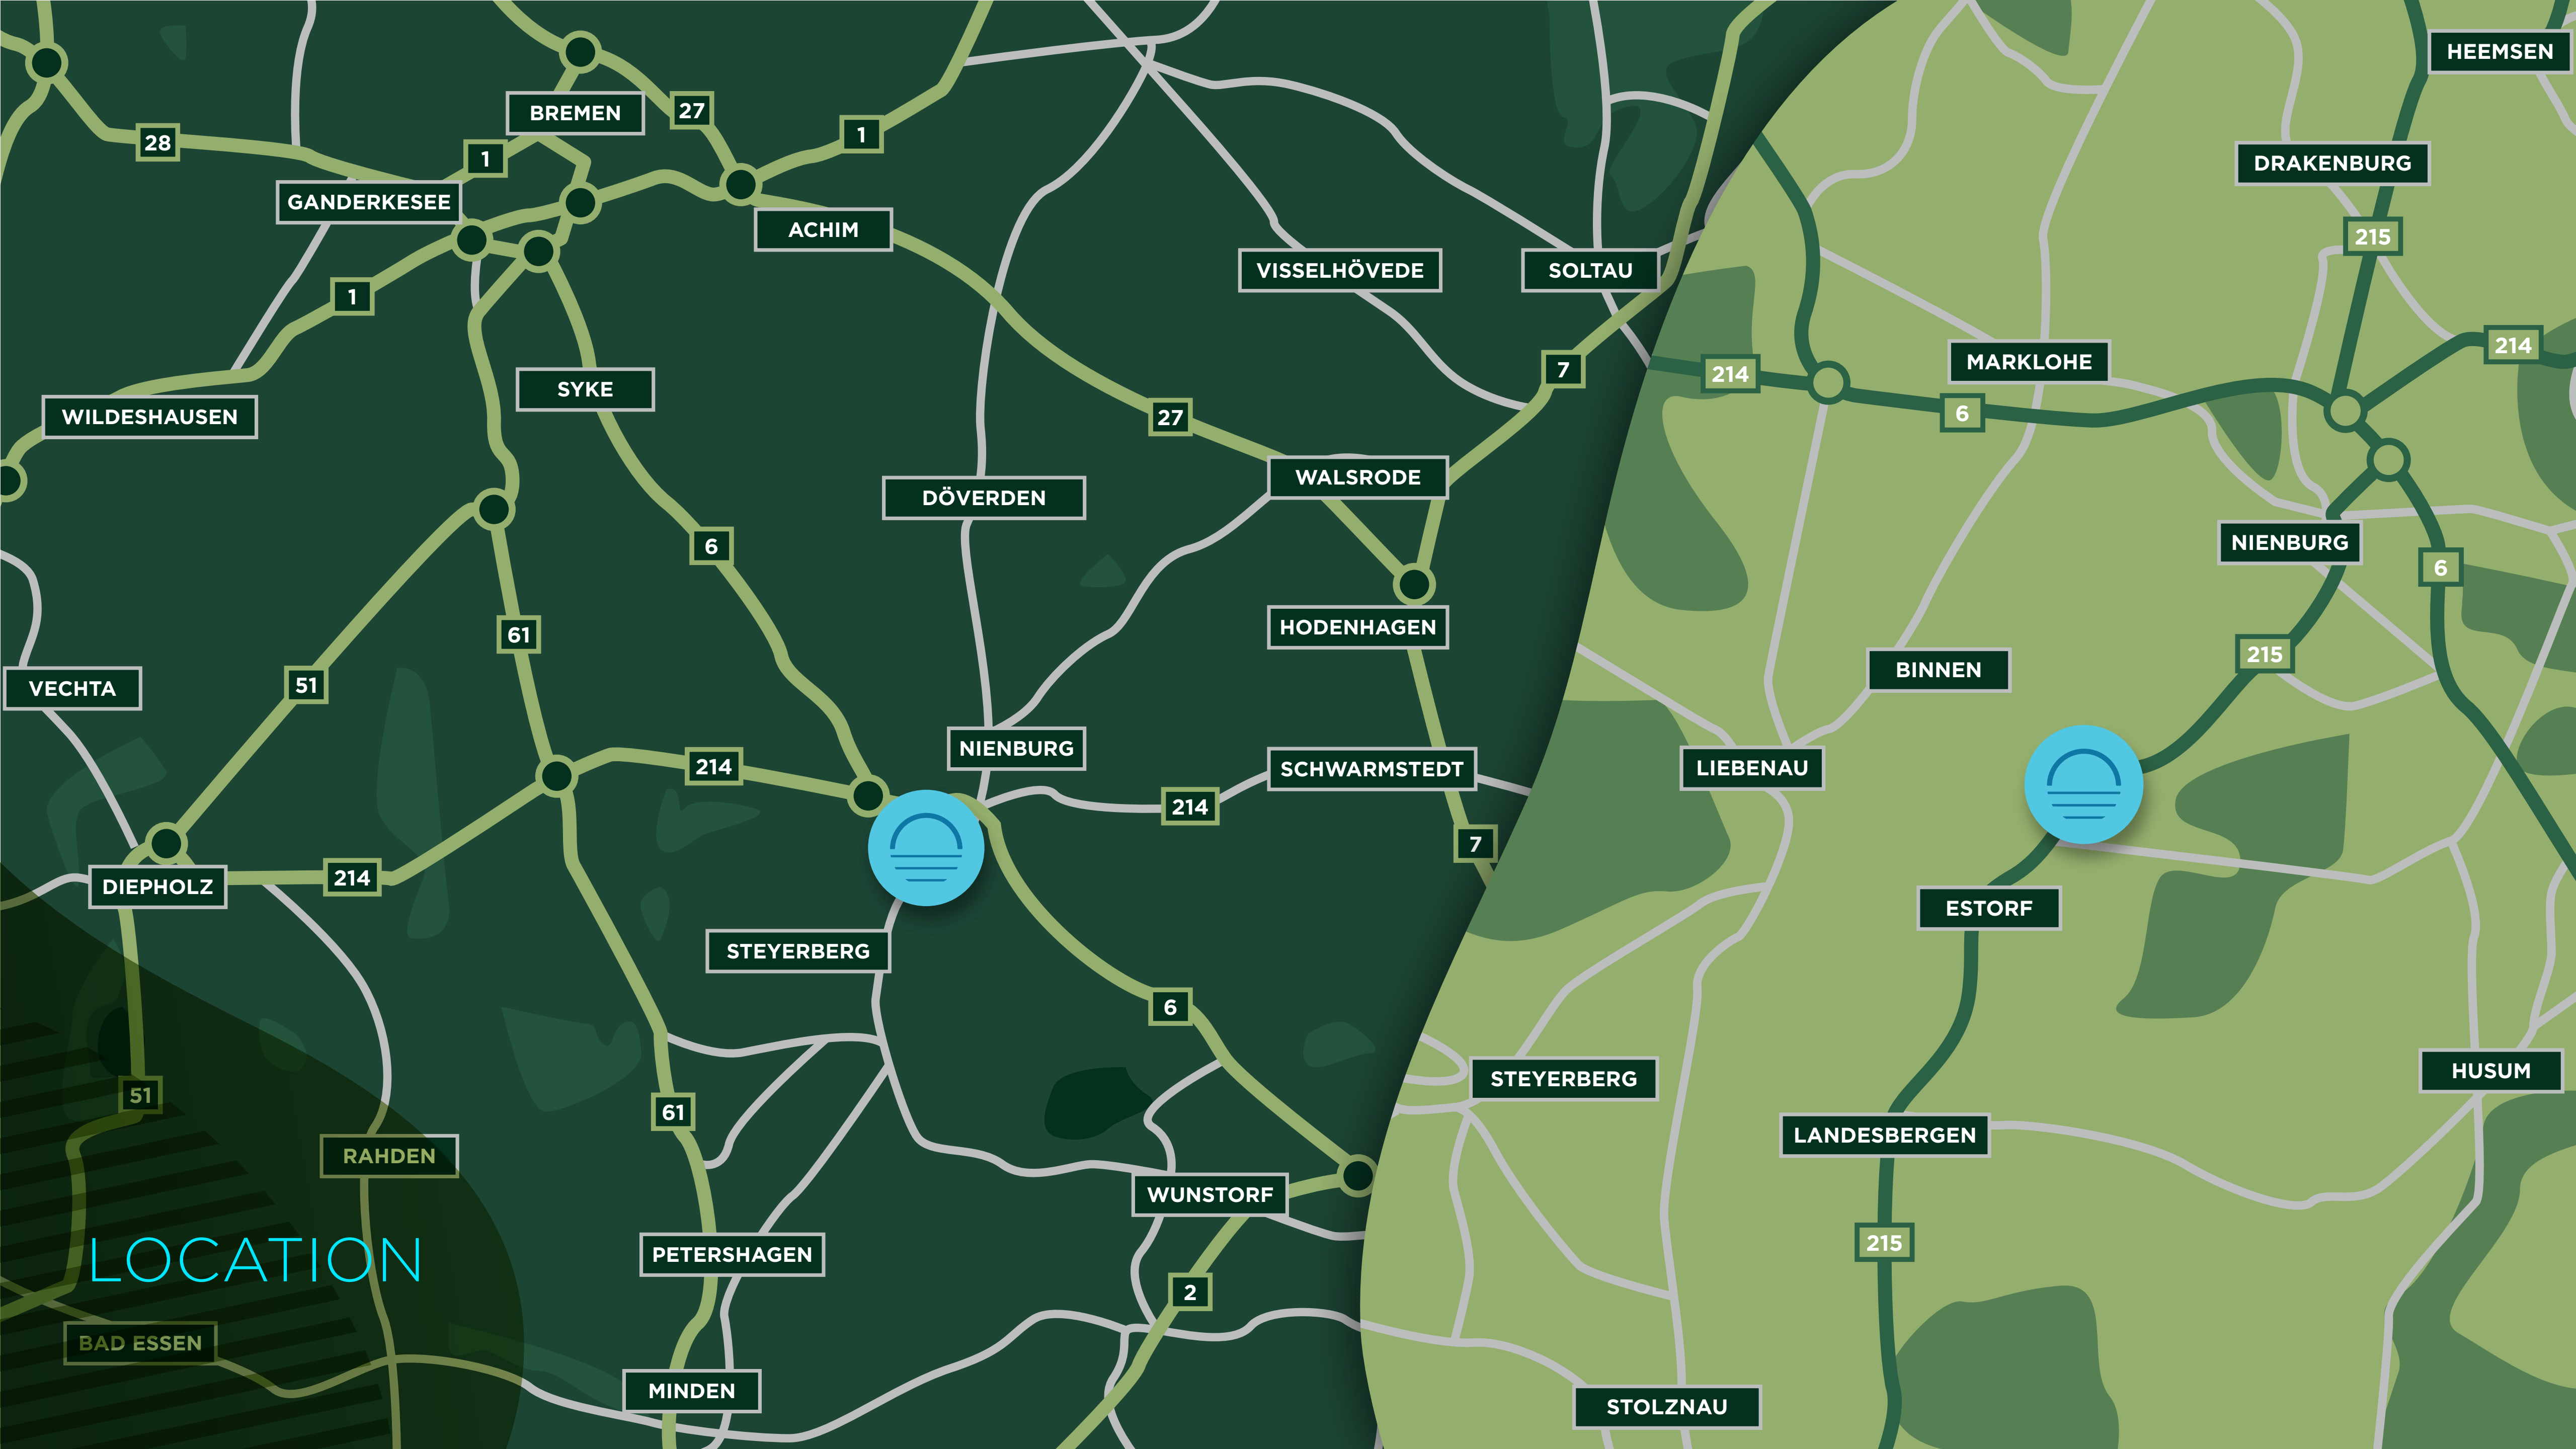 BREMEN
27
28
1
1
GANDERKESEE
ACHIM
VISSELHÖVEDE
SOLTAU
1
7
SYKE
WILDESHAUSEN
27
WALSRODE
DÖVERDEN
6
HODENHAGEN
61
51
VECHTA
NIENBURG
214
SCHWARMSTEDT
214
7
214
DIEPHOLZ
STEYERBERG
6
51
61
RAHDEN
WUNSTORF
PETERSHAGEN
LOCATION
2
BAD ESSEN
MINDEN
HEEMSEN
DRAKENBURG
215
214
MARKLOHE
214
6
NIENBURG
6
215
BINNEN
LIEBENAU
ESTORF
HUSUM
STEYERBERG
LANDESBERGEN
215
STOLZNAU